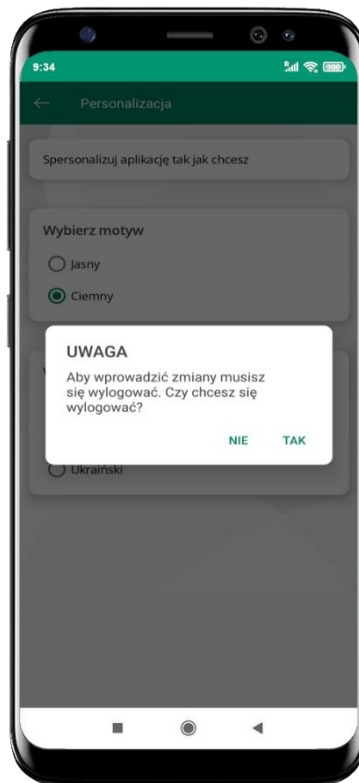 9:34
Personalizacja
Spersonalizuj aplikację tak jak chcesz
Wybierz motyw
Jasny
Ciemny
UWAGA
Aby wprowadzić zmiany musisz
się wylogować. Czy chcesz się
wylogować?
NIE TAK
Ukraiński